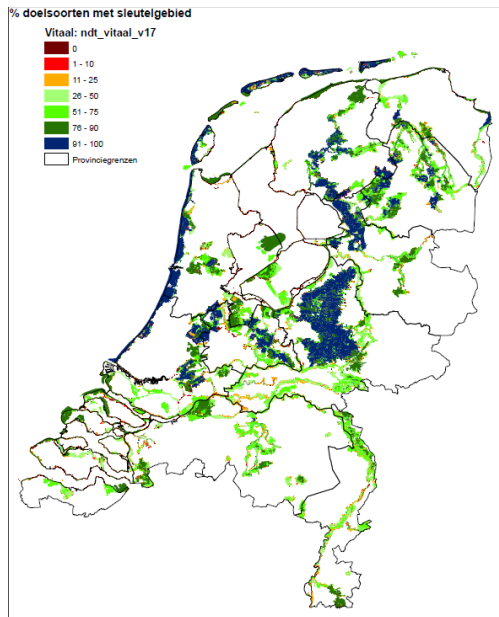 % doelsoorten met sleutelgebied
Vitaal: ndt_vitaal_v17
0
1 - 10
11 - 25
26 - 50
51 - 75
76 - 90
91 - 100
Provinciegrenzen